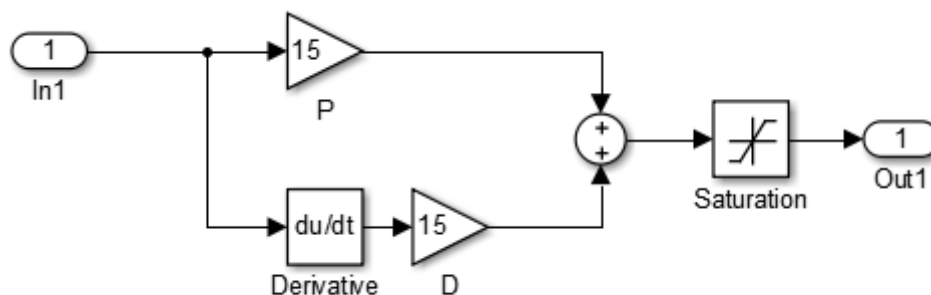 1
In1
15
P
+
+
Saturation
1
Out1
du/dt
Derivative
15
D